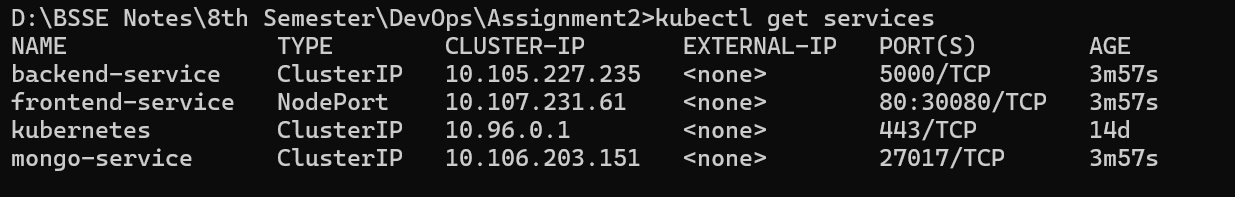 D:\BSSE Notes\8th Semester\DevOps\Assignment2>kubectl get services
NAME TYPE CLUSTER-IP EXTERNAL-IP PORT(S) AGE
backend-service ClusterIP 10.105.227.235 <none> 5000/TCP 3m57s
frontend-service NodePort 10.107.231.61 <none> 80:30080/TCP 3m57s
kubernetes ClusterIP 10.96.0.1 <none> 443/TCP 14d
mongo-service ClusterIP 10.106.203.151 <none> 27017/TCP 3m57s